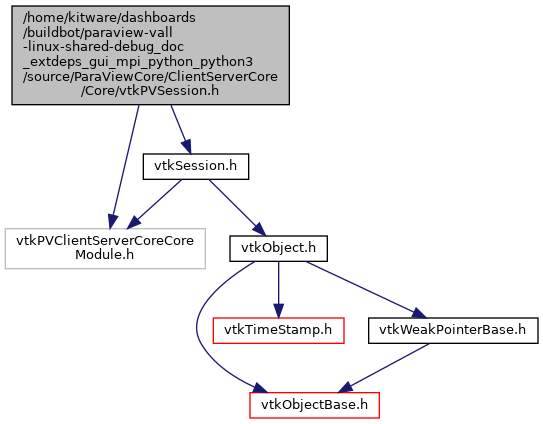 /home/kitware/dashboards
/buildbot/paraview-vall
-linux-shared-debug_doc
_extdeps_gui_mpi_python_python3
/source/ParaViewCore/ClientServerCore
/Core/vtkPVSession.h
vtkSession.h
vtkPVClientServerCoreCore
Module.h
vtkObject.h
vtkTimeStamp.h
vtkWeakPointerBase.h
vtkObjectBase.h